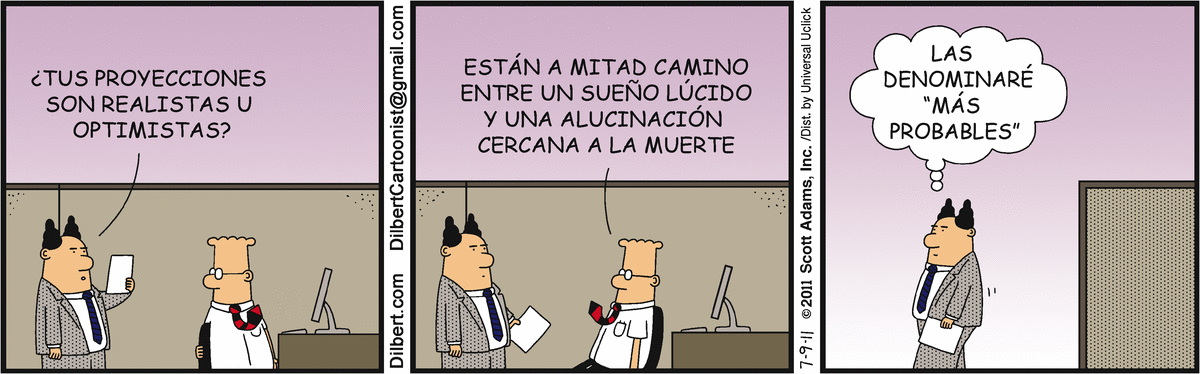 ¿TUS PROYECCIONES
SON REALISTAS U
OPTIMISTAS?
Dilbert.com DilbertCartoonist@gmail.com
ESTÁN A MITAD CAMINO
ENTRE UN SUEÑO LÚCIDO
Y UNA ALUCINACIÓN
CERCANA A LA MUERTE
7-9-11 ©2011 Scott Adams, Inc. /Dist. by Universal Uclick
LAS
DENOMINARÉ
“MÁS
PROBABLES”